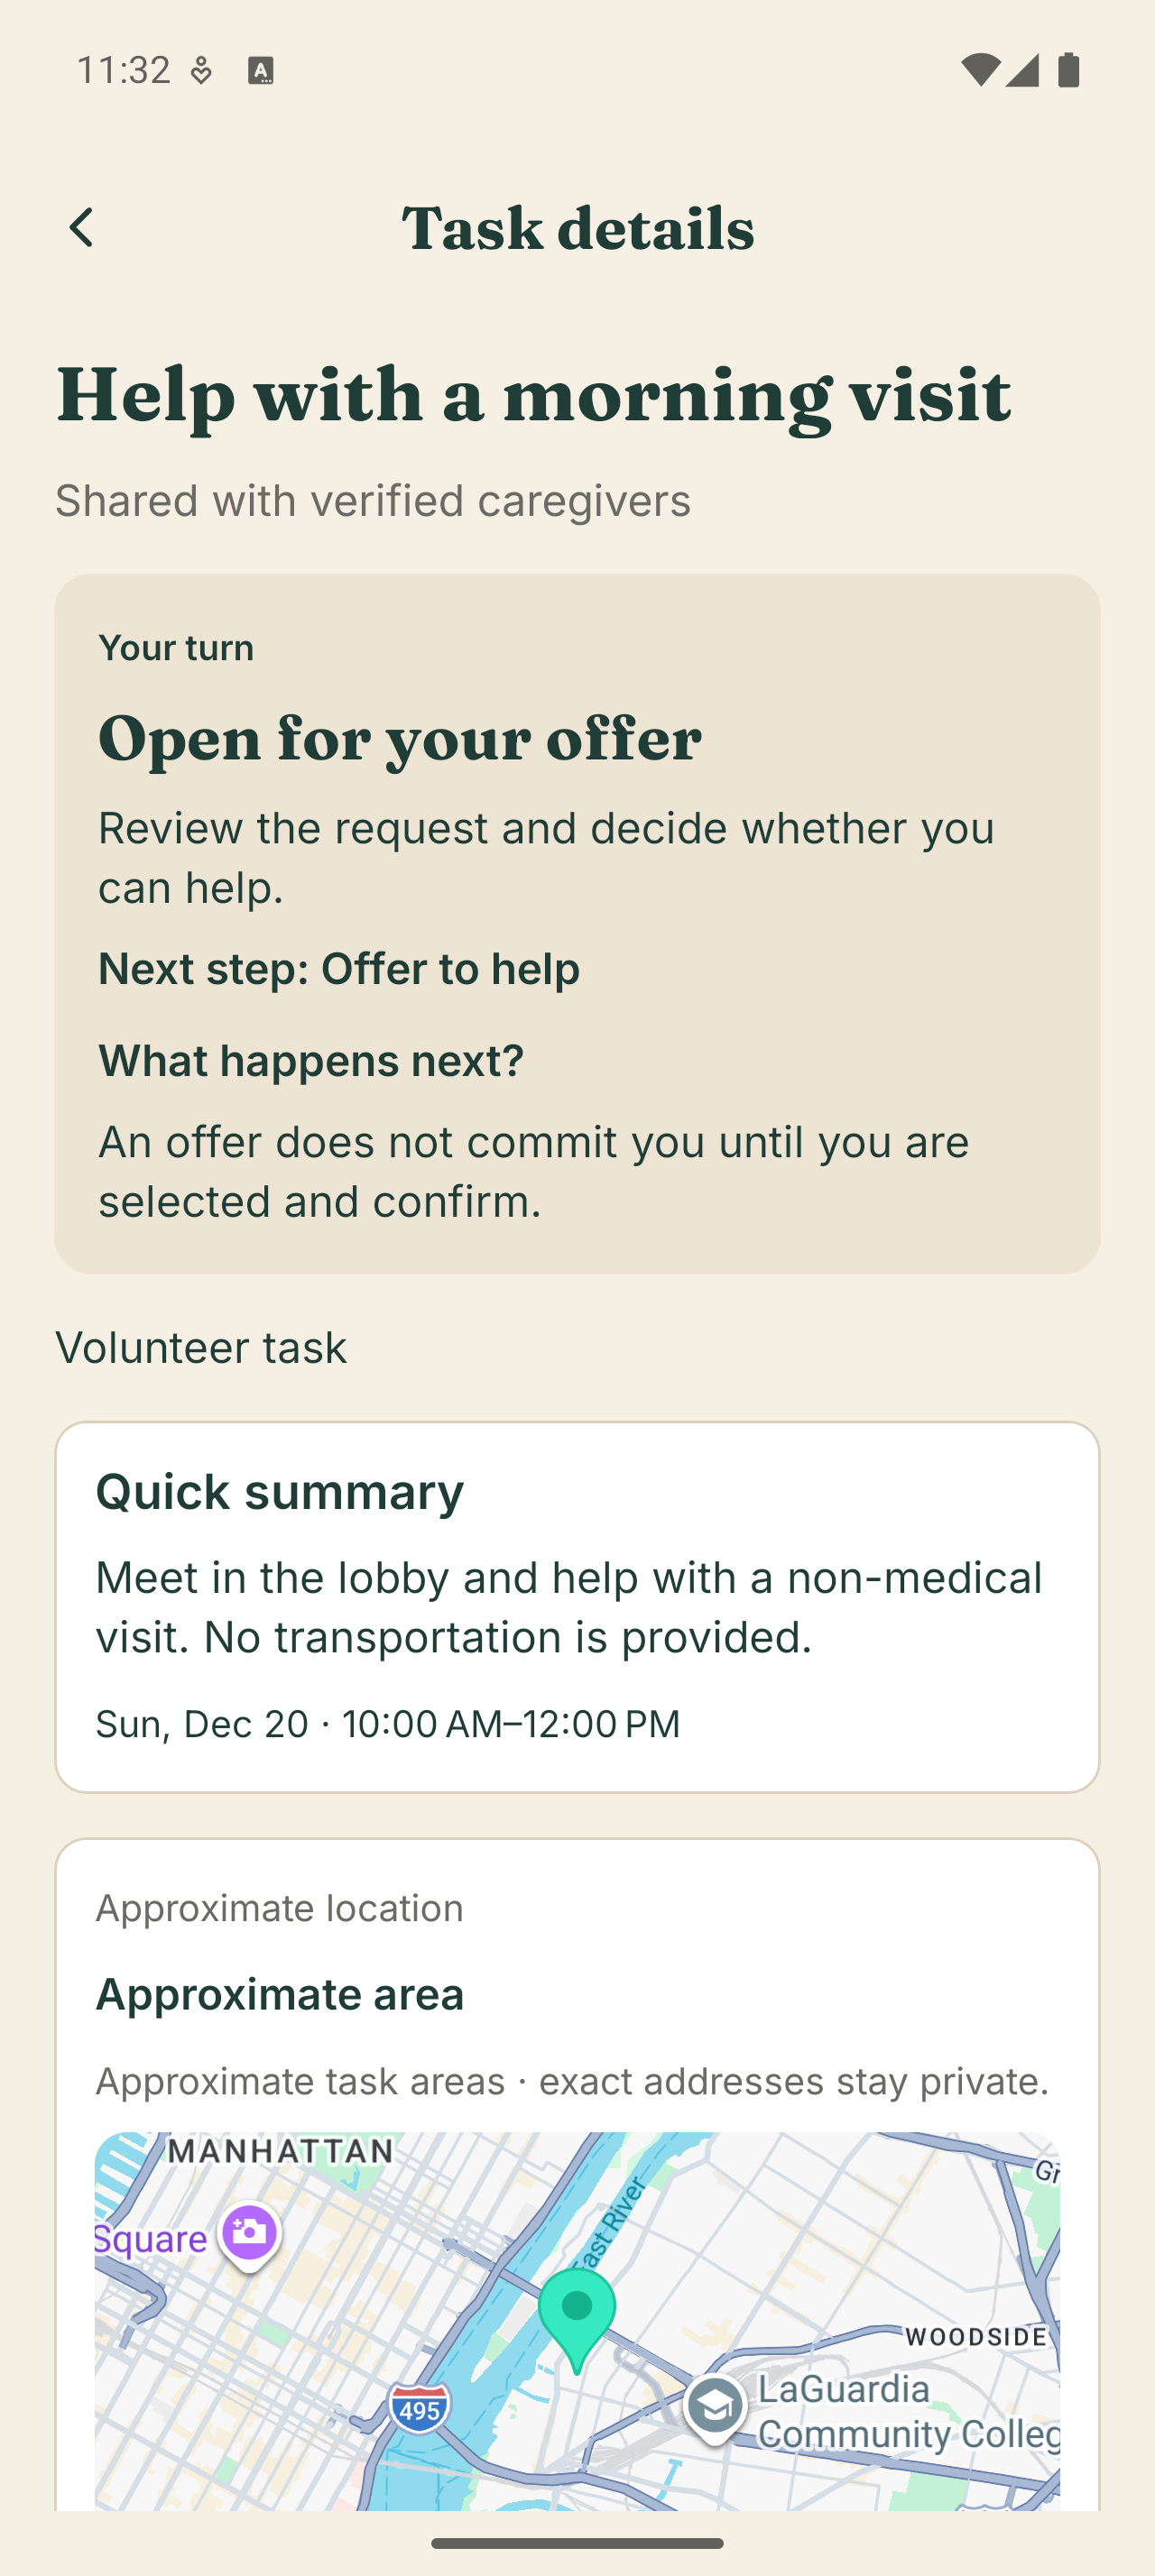 11:32
Task details
Help with a morning visit
Shared with verified caregivers
Your turn
Open for your offer
Review the request and decide whether you
can help.
Next step: Offer to help
What happens next?
An offer does not commit you until you are
selected and confirm.
Volunteer task
Quick summary
Meet in the lobby and help with a non-medical
visit. No transportation is provided.
Sun, Dec 20 · 10:00 AM–12:00 PM
Approximate location
Approximate area
Approximate task areas · exact addresses stay private.
MANHATTAN
Square
East River
Gr
WOODSIDE
LaGuardia
Community Colleg
495